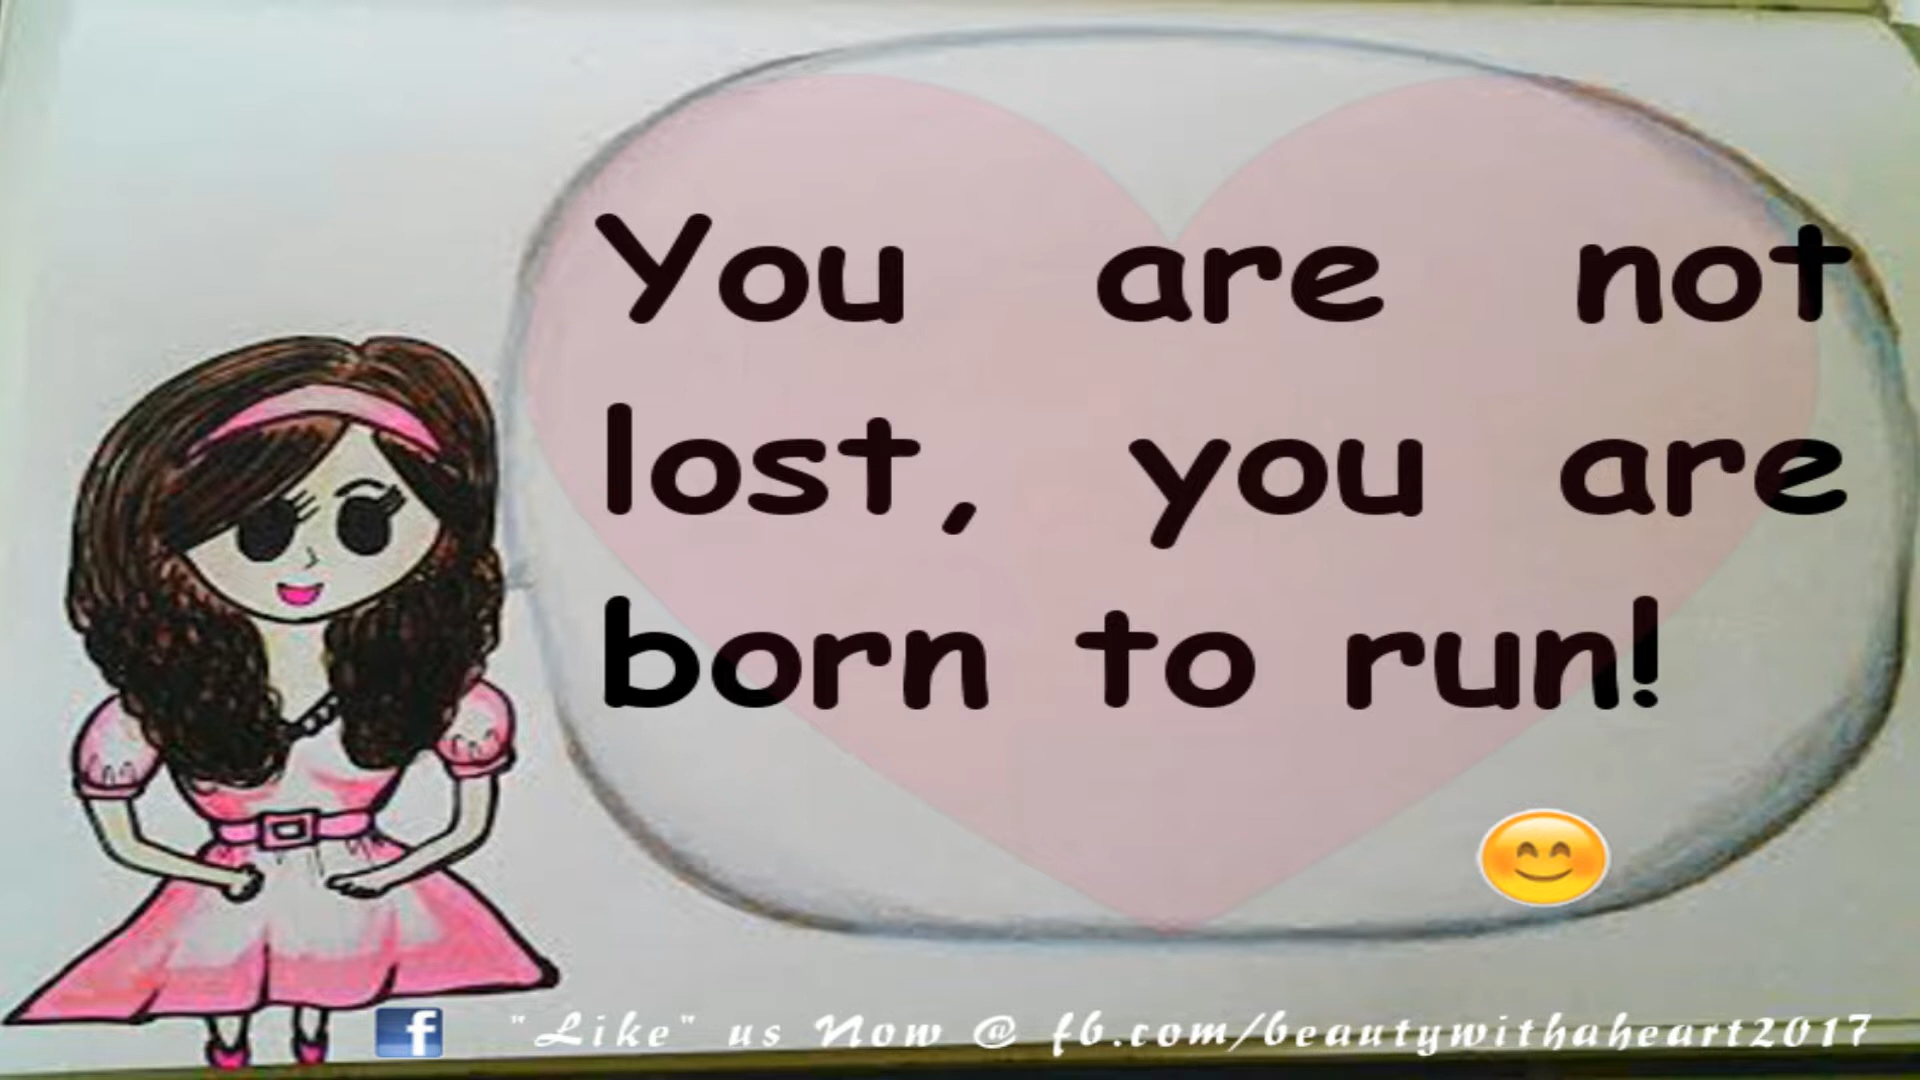 You are not
lost, you are
born to run!
"Like" us Now @ fb.com/beautywithaheart2017